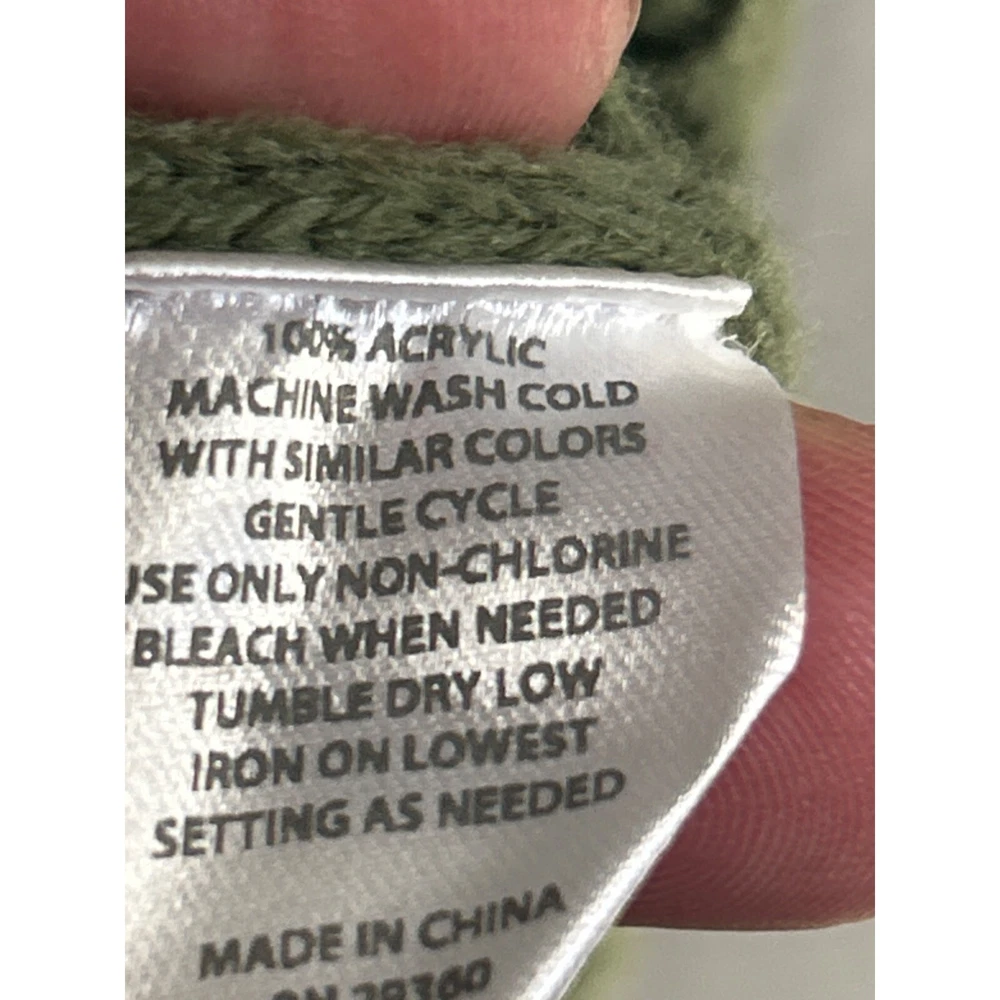 100% ACRYLIC
MACHINE WASH COLD
WITH SIMILAR COLORS
GENTLE CYCLE
USE ONLY NON-CHLORINE
BLEACH WHEN NEEDED
TUMBLE DRY LOW
IRON ON LOWEST
SETTING AS NEEDED
MADE IN CHINA